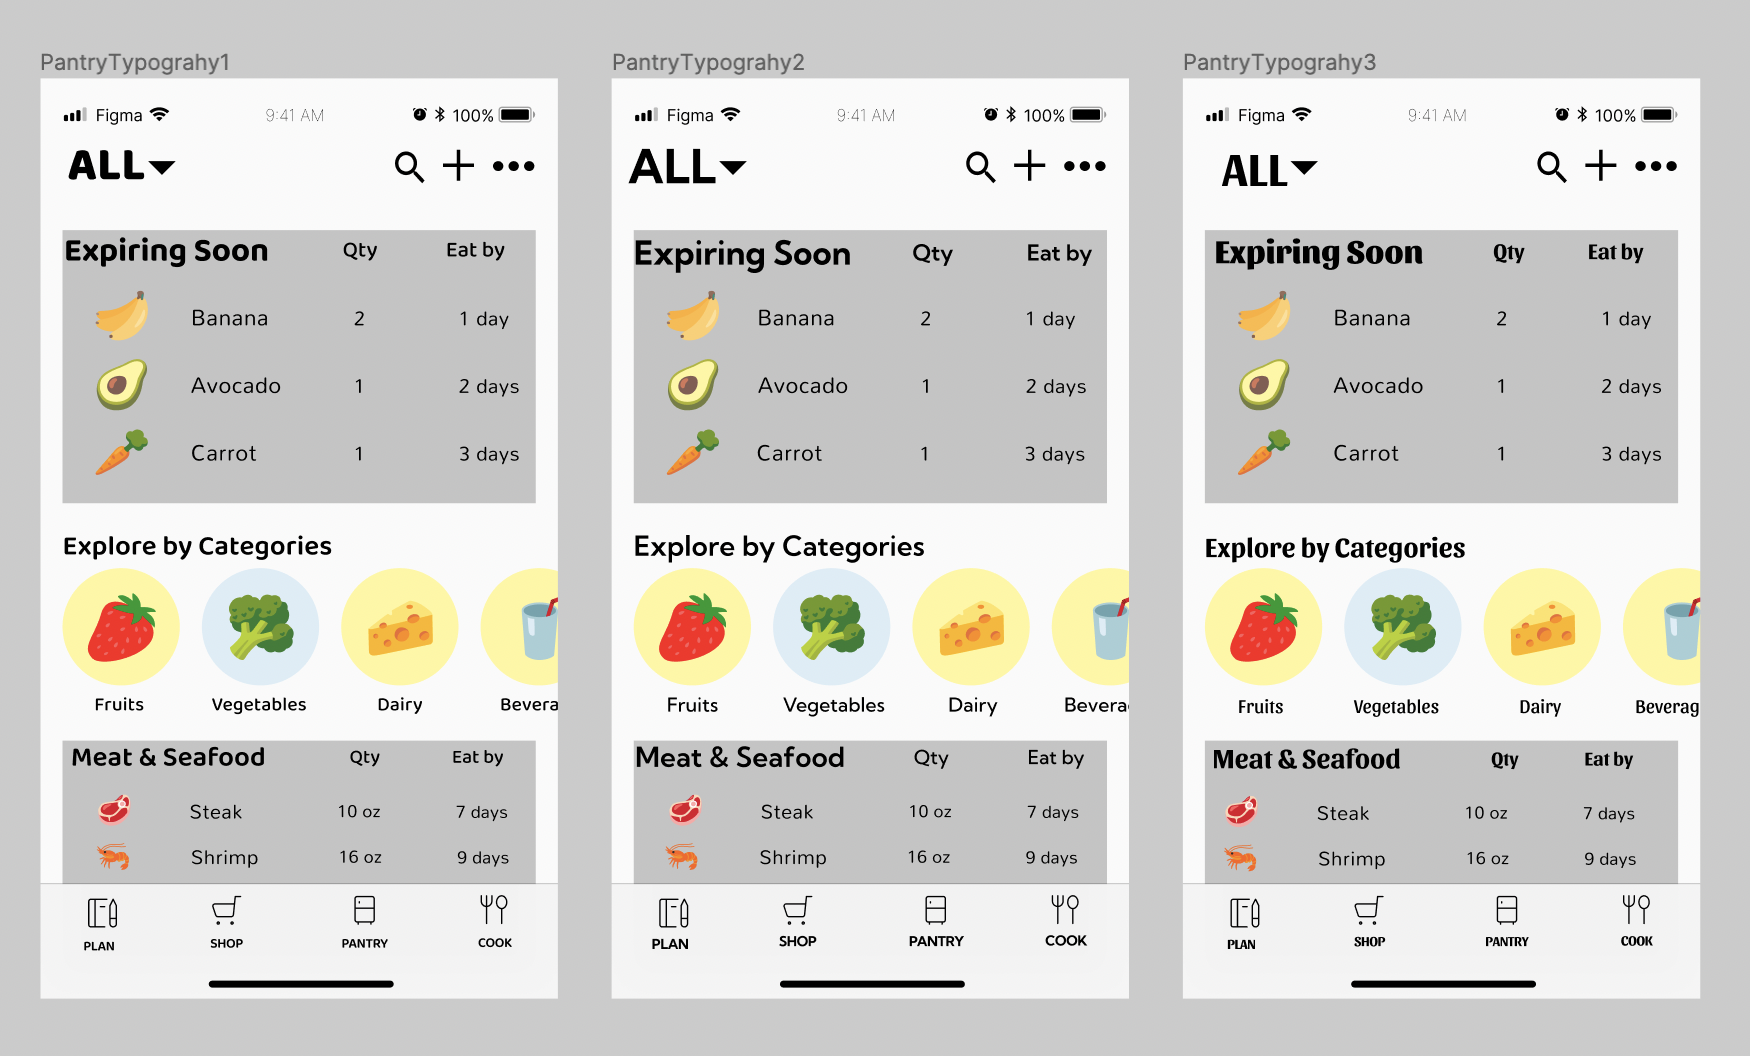 PantryTypograhy1
Figma 9:41 AM 100%
ALL
Expiring Soon Qty Eat by
Banana 2 1 day
Avocado 1 2 days
Carrot 1 3 days
Explore by Categories
Fruits Vegetables Dairy Bevera
Meat & Seafood Qty Eat by
Steak 10 oz 7 days
Shrimp 16 oz 9 days
PLAN SHOP PANTRY COOK
PantryTypograhy2
Figma 9:41 AM 100%
ALL
Expiring Soon Qty Eat by
Banana 2 1 day
Avocado 1 2 days
Carrot 1 3 days
Explore by Categories
Fruits Vegetables Dairy Bevera
Meat & Seafood Qty Eat by
Steak 10 oz 7 days
Shrimp 16 oz 9 days
PLAN SHOP PANTRY COOK
PantryTypograhy3
Figma 9:41 AM 100%
ALL
Expiring Soon Qty Eat by
Banana 2 1 day
Avocado 1 2 days
Carrot 1 3 days
Explore by Categories
Fruits Vegetables Dairy Beverag
Meat & Seafood Qty Eat by
Steak 10 oz 7 days
Shrimp 16 oz 9 days
PLAN SHOP PANTRY COOK